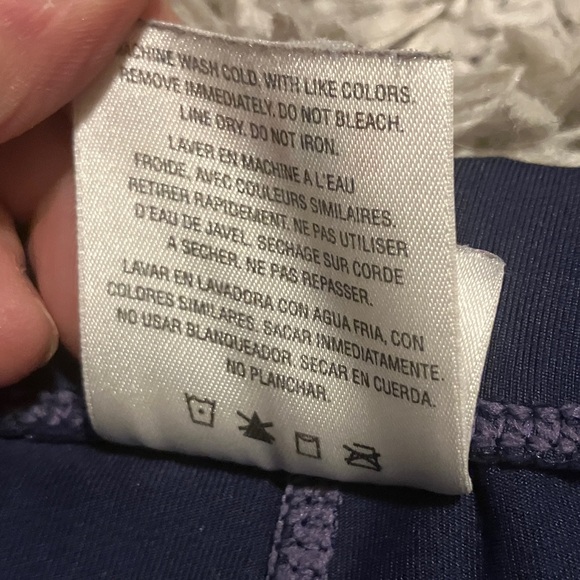 MACHINE WASH COLD. WITH LIKE COLORS.
REMOVE IMMEDIATELY. DO NOT BLEACH.
LINE DRY. DO NOT IRON.
LAVER EN MACHINE A L'EAU
FROIDE. AVEC COULEURS SIMILAIRES.
RETIRER RAPIDEMENT. NE PAS UTILISER
D'EAU DE JAVEL. SECHAGE SUR CORDE
A SECHER. NE PAS REPASSER.
LAVAR EN LAVADORA CON AGUA FRIA, CON
COLORES SIMILARES. SACAR INMEDIATAMENTE.
NO USAR BLANQUEADOR. SECAR EN CUERDA.
NO PLANCHAR.